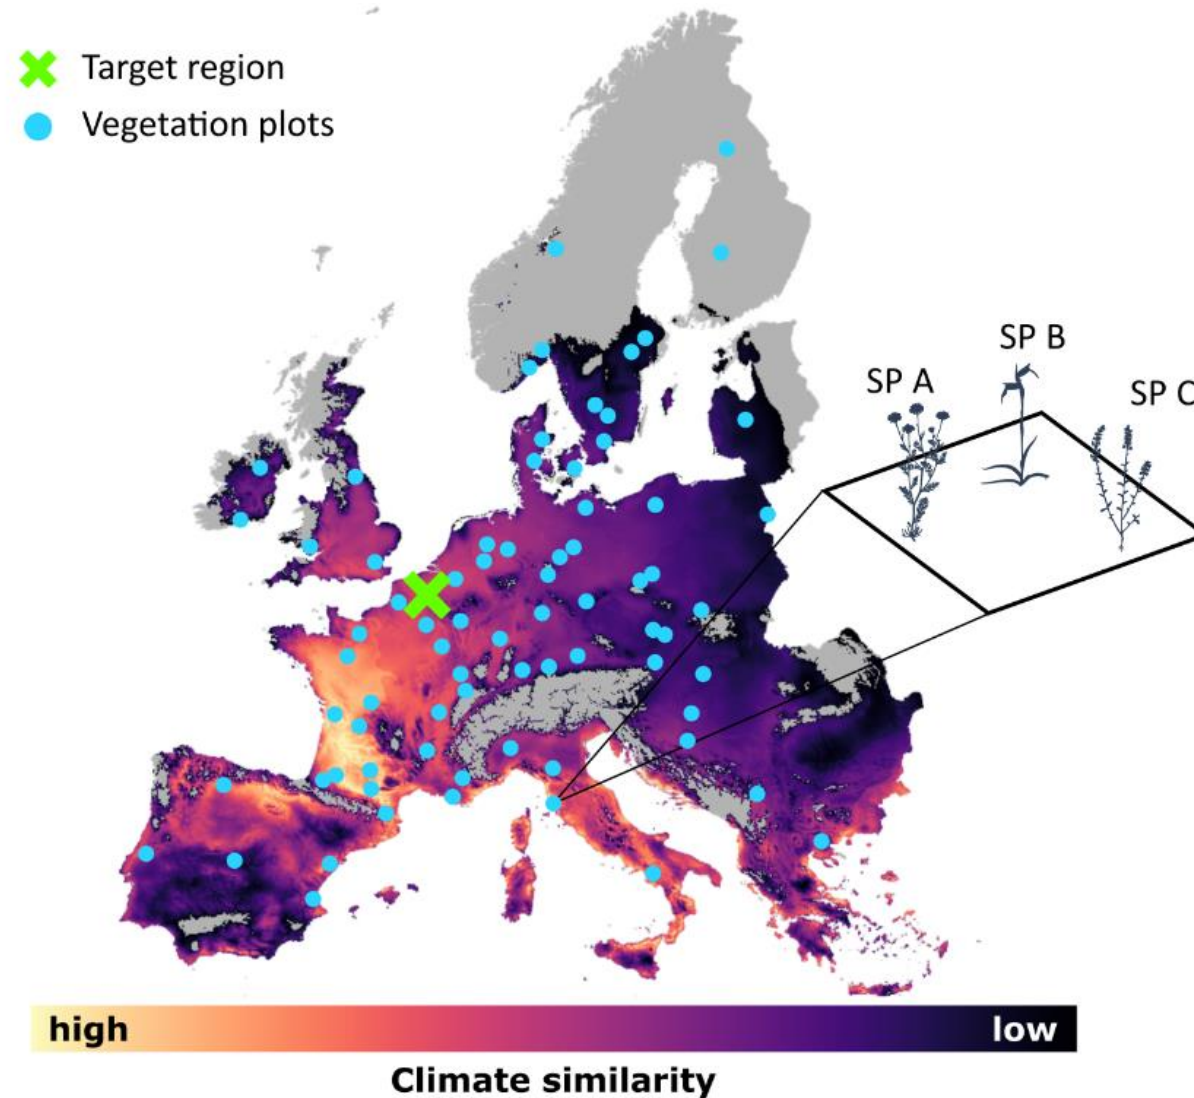 Target region
Vegetation plots
SP B
SP A
SP C
high
low
Climate similarity